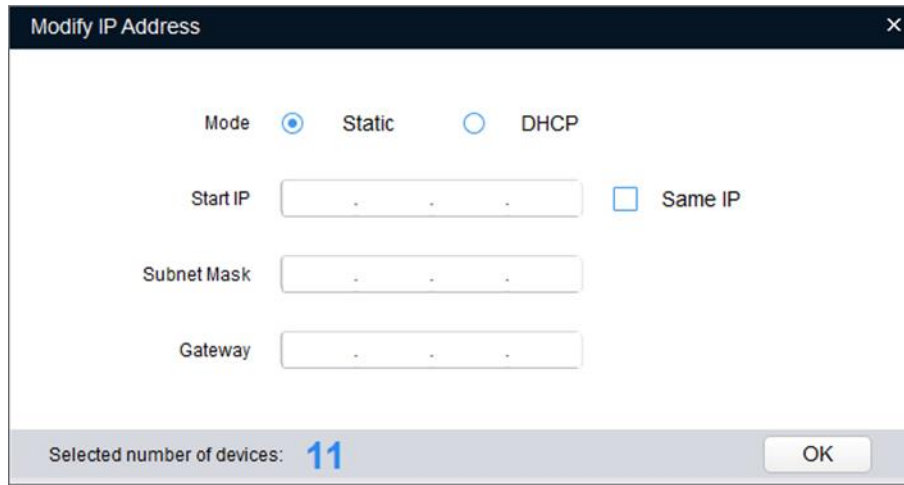 Modify IP Address
Mode Static DHCP
Start IP . . . Same IP
Subnet Mask . . .
Gateway . . .
Selected number of devices: 11 OK